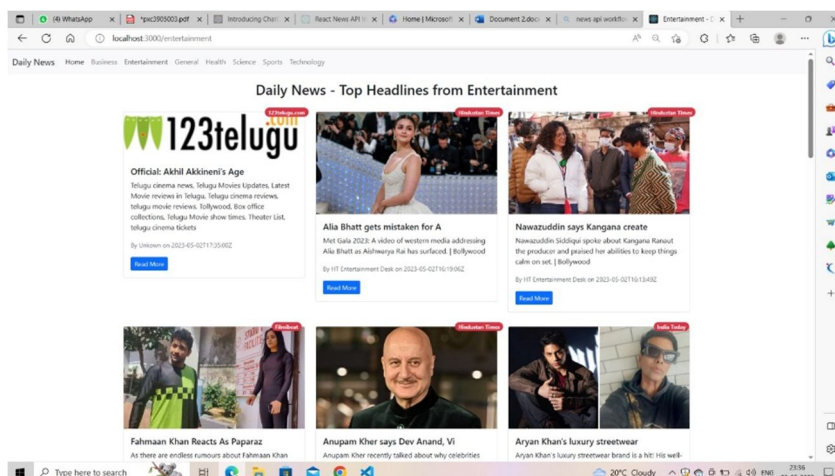 (4) WhatsApp
*pxc3903003.pdf
Introducing Chat
React News API
Home | Microsoft
Document 2.docx
news api workflow
Entertainment - D
localhost:3000/entertainment
Daily News Home Business Entertainment General Health Science Sports Technology
Daily News - Top Headlines from Entertainment
123telugu.com
123telugu
.com
Official: Akhil Akkineni's Age
Telugu cinema news, Telugu Movies Updates, Latest
Movie reviews in Telugu, Telugu cinema reviews,
telugu movie reviews, Tollywood, Box office
collections, Telugu Movie show times, Theater List,
telugu cinema tickets
By Unkown on 2023-05-02T17:35:00Z
Read More
Hindustan Times
Alia Bhatt gets mistaken for A
Met Gala 2023: A video of western media addressing
Alia Bhatt as Aishwarya Rai has surfaced. | Bollywood
By HT Entertainment Desk on 2023-05-02T16:19:06Z
Read More
Hindustan Times
Nawazuddin says Kangana create
Nawazuddin Siddiqui spoke about Kangana Ranaut
the producer and praised her abilities to keep things
calm on set. | Bollywood
By HT Entertainment Desk on 2023-05-02T16:13:49Z
Read More
Filmibeat
Fahmaan Khan Reacts As Paparaz
As there are endless rumours about Fahmaan Khan
Hindustan Times
Anupam Kher says Dev Anand, Vi
Anupam Kher recently talked about why celebrities
India Today
Aryan Khan's luxury streetwear
Aryan Khan's luxury streetwear brand is a hit! His well-
Type here to search
20°C Cloudy
ENG
23:56